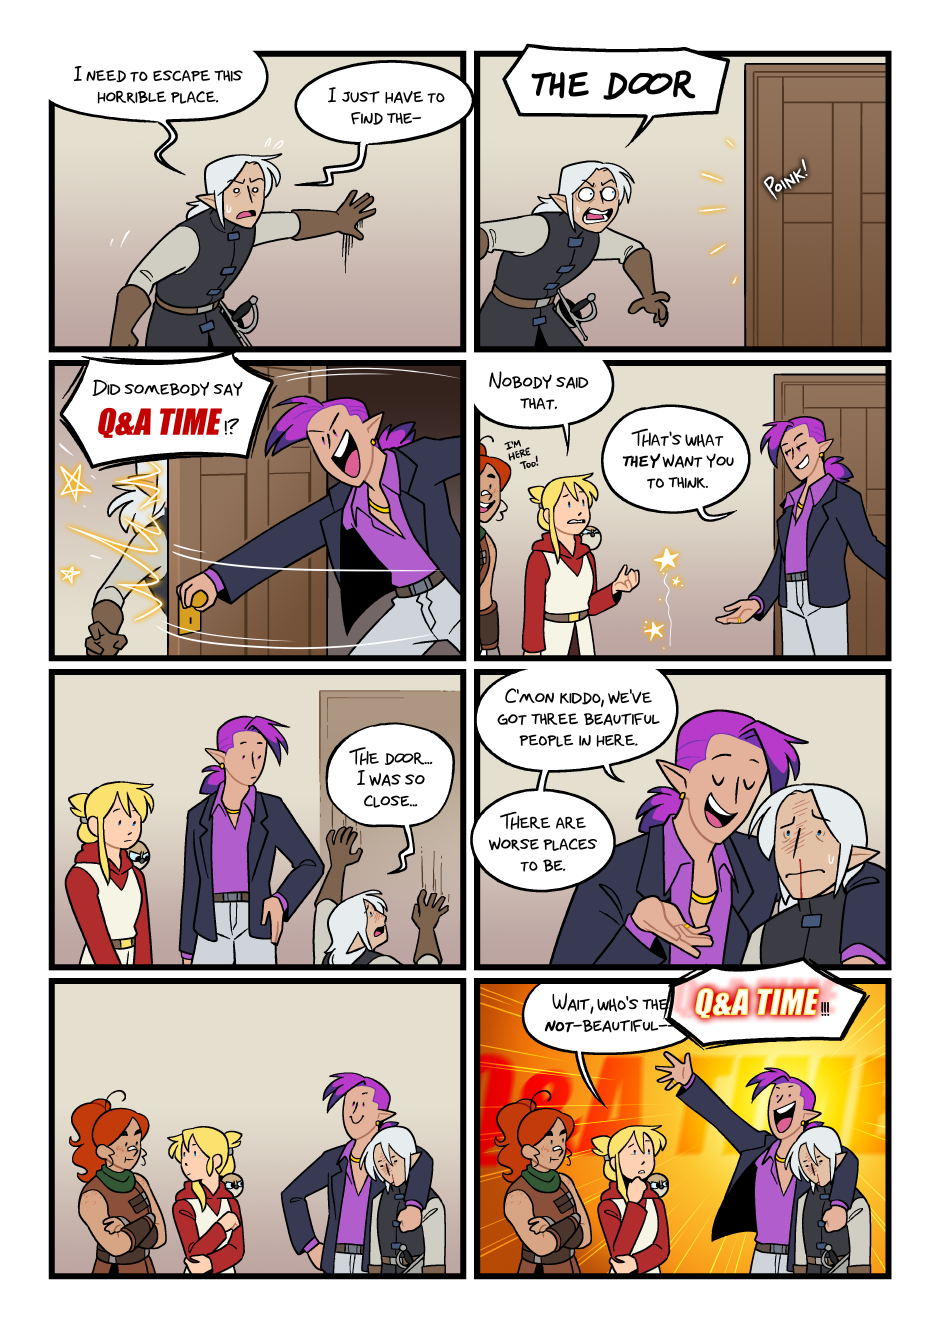 I NEED TO ESCAPE THIS
HORRIBLE PLACE.
I JUST HAVE TO
FIND THE-
THE DOOR
POINK!
DID SOMEBODY SAY
Q&A TIME!?
NOBODY SAID
THAT.
I'M
HERE
TOO!
THAT'S WHAT
THEY WANT YOU
TO THINK.
THE DOOR...
I WAS SO
CLOSE...
C'MON KIDDO, WE'VE
GOT THREE BEAUTIFUL
PEOPLE IN HERE.
THERE ARE
WORSE PLACES
TO BE.
WAIT, WHO'S THE
NOT-BEAUTIFUL--
Q&A TIME!!!
Q&A TIME